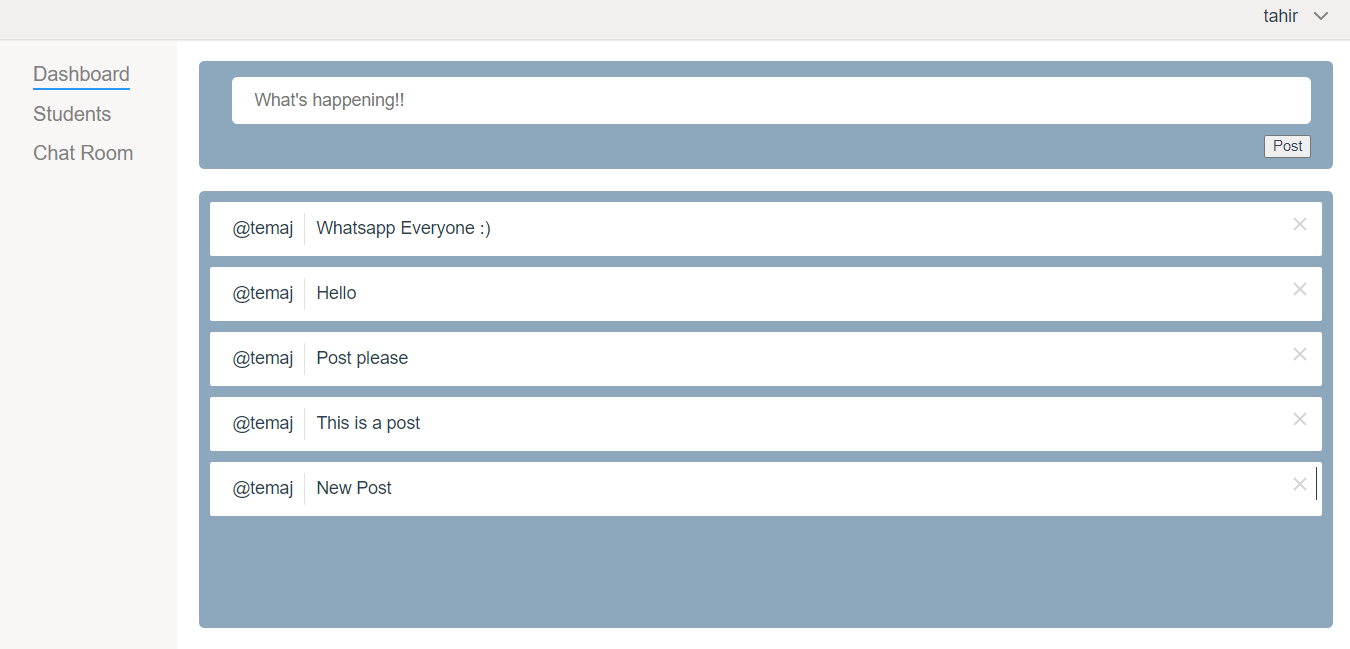 tahir
Dashboard
Students
Chat Room
What's happening!!
Post
@temaj Whatsapp Everyone :)
@temaj Hello
@temaj Post please
@temaj This is a post
@temaj New Post